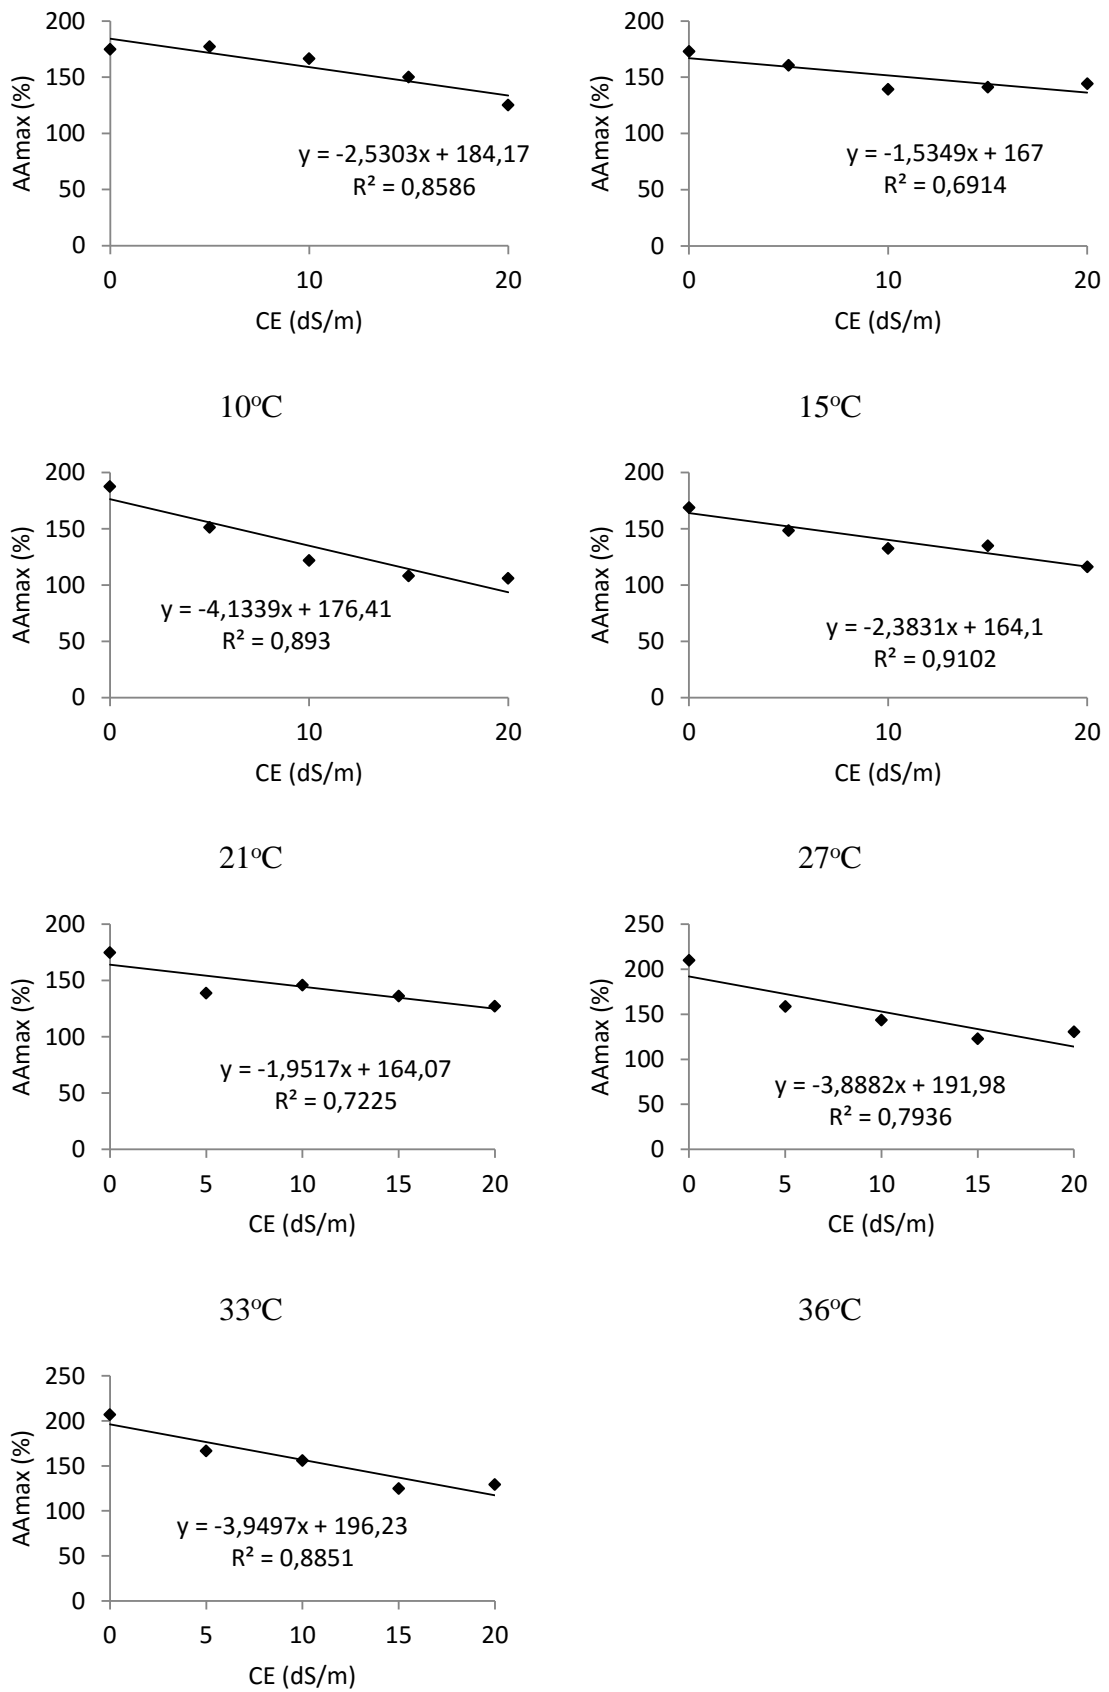 200
150
100
50
0
AAmax (%)
y = -2,5303x + 184,17
R² = 0,8586
0 10 20
CE (dS/m)
200
150
100
50
0
AAmax (%)
y = -1,5349x + 167
R² = 0,6914
0 10 20
CE (dS/m)
10ºC 15ºC
200
150
100
50
0
AAmax (%)
y = -4,1339x + 176,41
R² = 0,893
0 10 20
CE (dS/m)
200
150
100
50
0
AAmax (%)
y = -2,3831x + 164,1
R² = 0,9102
0 10 20
CE (dS/m)
21ºC 27ºC
200
150
100
50
0
AAmax (%)
y = -1,9517x + 164,07
R² = 0,7225
0 5 10 15 20
CE (dS/m)
250
200
150
100
50
0
AAmax (%)
y = -3,8882x + 191,98
R² = 0,7936
0 5 10 15 20
CE (dS/m)
33ºC 36ºC
250
200
150
100
50
0
AAmax (%)
y = -3,9497x + 196,23
R² = 0,8851
0 5 10 15 20
CE (dS/m)